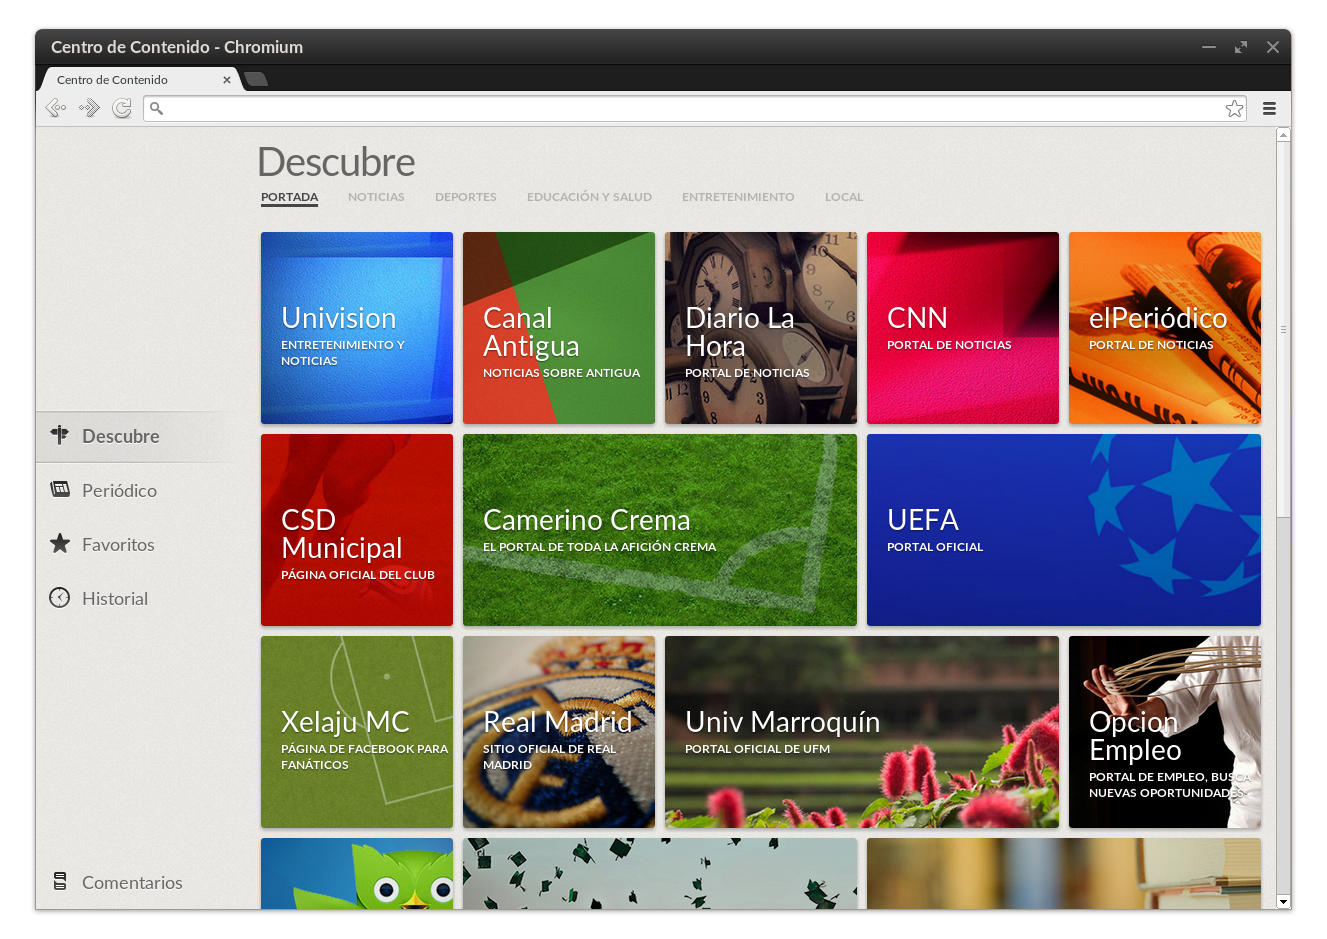 Centro de Contenido - Chromium
Centro de Contenido
Descubre
PORTADA NOTICIAS DEPORTES EDUCACIÓN Y SALUD ENTRETENIMIENTO LOCAL
Univision
ENTRETENIMIENTO Y
NOTICIAS
Canal
Antigua
NOTICIAS SOBRE ANTIGUA
Diario La
Hora
PORTAL DE NOTICIAS
CNN
PORTAL DE NOTICIAS
elPeriódico
PORTAL DE NOTICIAS
Descubre
Periódico
Favoritos
Historial
CSD
Municipal
PÁGINA OFICIAL DEL CLUB
Camerino Crema
EL PORTAL DE TODA LA AFICIÓN CREMA
UEFA
PORTAL OFICIAL
Xelaju MC
PÁGINA DE FACEBOOK PARA
FANÁTICOS
Real Madrid
SITIO OFICIAL DE REAL
MADRID
Univ Marroquín
PORTAL OFICIAL DE UFM
Opcion
Empleo
PORTAL DE EMPLEO, BUSCA
NUEVAS OPORTUNIDADES.
Comentarios